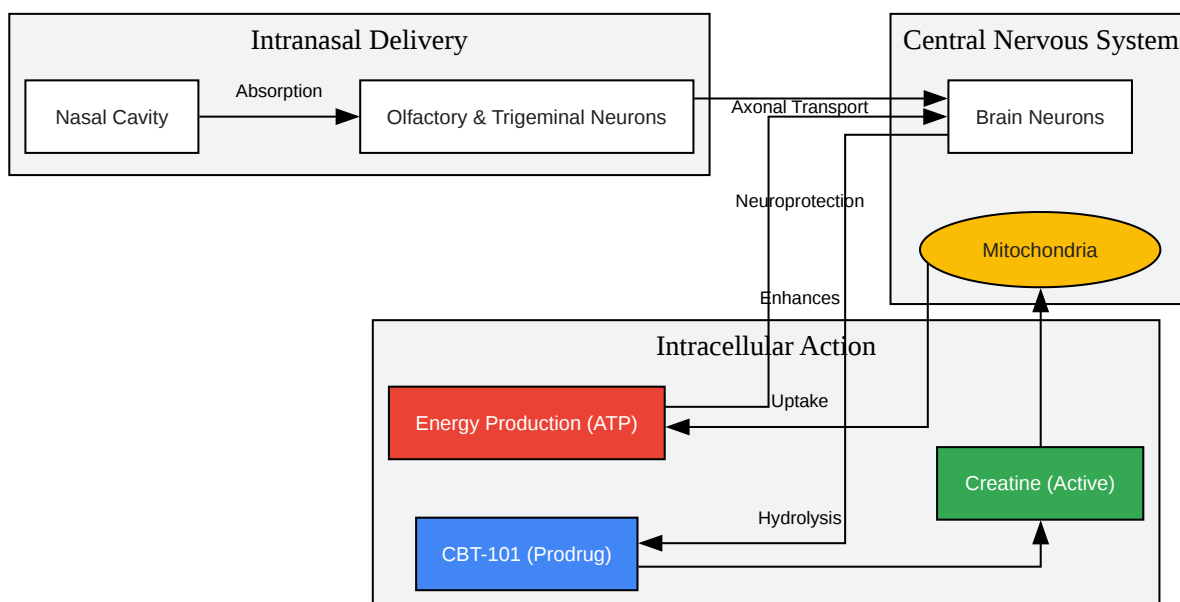 Intranasal Delivery
Central Nervous System
Nasal Cavity
Absorption
Olfactory & Trigeminal Neurons
Axonal Transport
Brain Neurons
Neuroprotection
Mitochondria
Enhances
Intracellular Action
Energy Production (ATP)
Uptake
Creatine (Active)
Hydrolysis
CBT-101 (Prodrug)